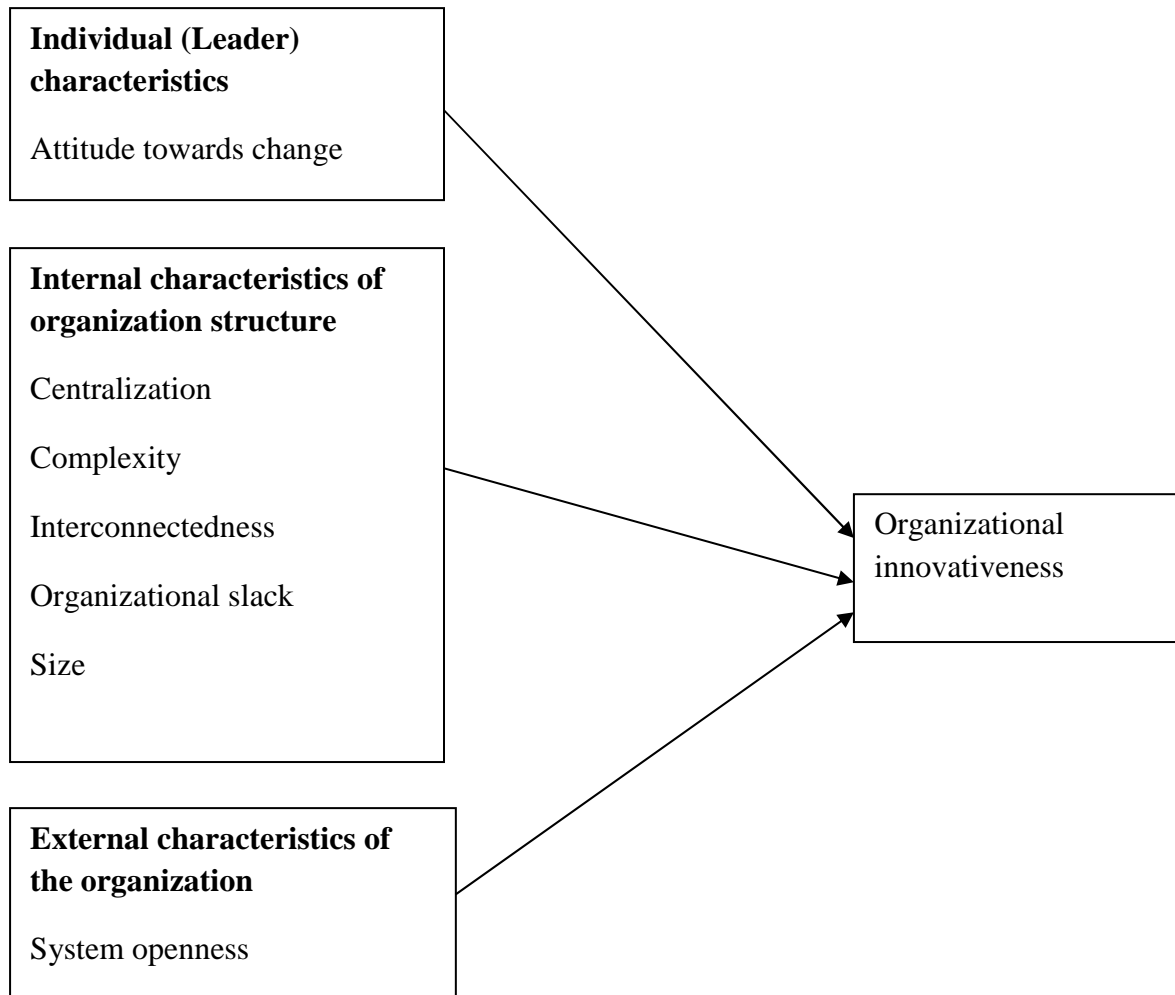 Individual (Leader)
characteristics
Attitude towards change
Internal characteristics of
organization structure
Centralization
Complexity
Interconnectedness
Organizational slack
Size
External characteristics of
the organization
System openness
Organizational
innovativeness